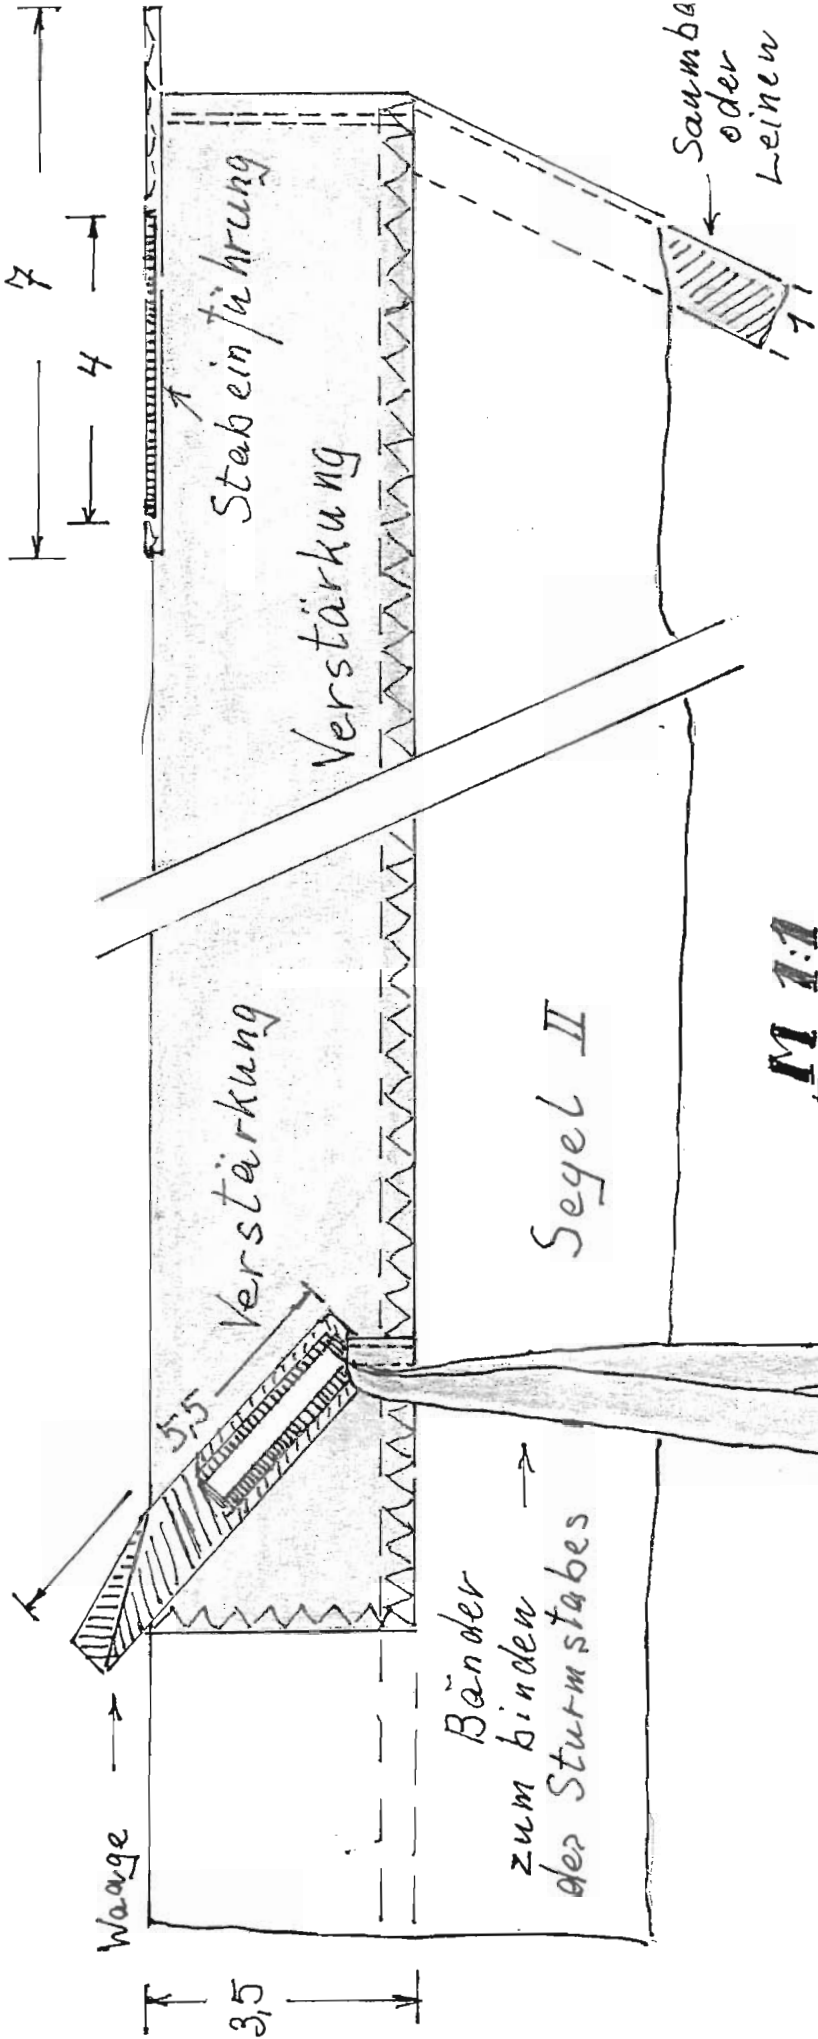 7
4
Stabeinführung
Verstärkung
Saumba
oder
Leinen
1
Verstärkung
5,5
Segel II
M 1:1
Waage
Bänder
zum binden
des Sturmstabes
3,5